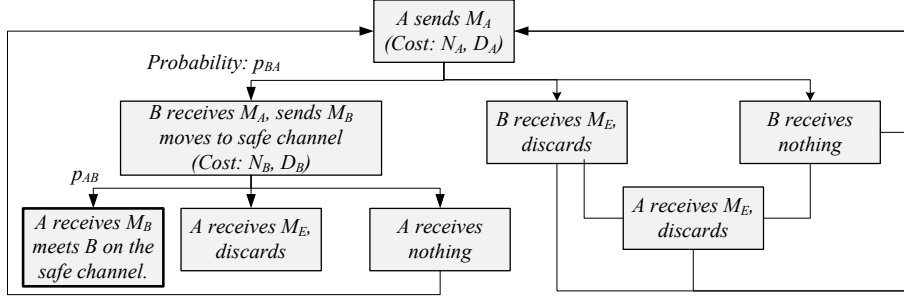 A sends M_A
(Cost: N_A, D_A)
Probability: p_BA
B receives M_A, sends M_B
moves to safe channel
(Cost: N_B, D_B)
B receives M_E,
discards
B receives
nothing
p_AB
A receives M_B
meets B on the
safe channel.
A receives M_E,
discards
A receives
nothing
A receives M_E,
discards